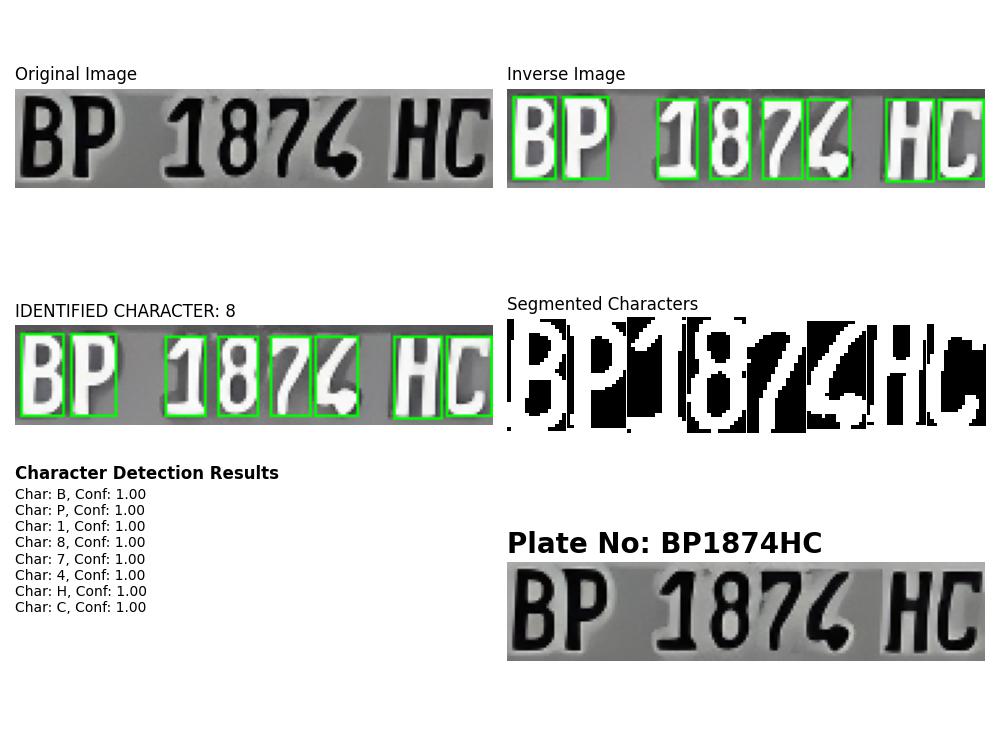 Original Image
BP 1874 HC
Inverse Image
BP 1874 HC
IDENTIFIED CHARACTER: 8
BP 1874 HC
Segmented Characters
BP1874HC
Character Detection Results
Char: B, Conf: 1.00
Char: P, Conf: 1.00
Char: 1, Conf: 1.00
Char: 8, Conf: 1.00
Char: 7, Conf: 1.00
Char: 4, Conf: 1.00
Char: H, Conf: 1.00
Char: C, Conf: 1.00
Plate No: BP1874HC
BP 1874 HC